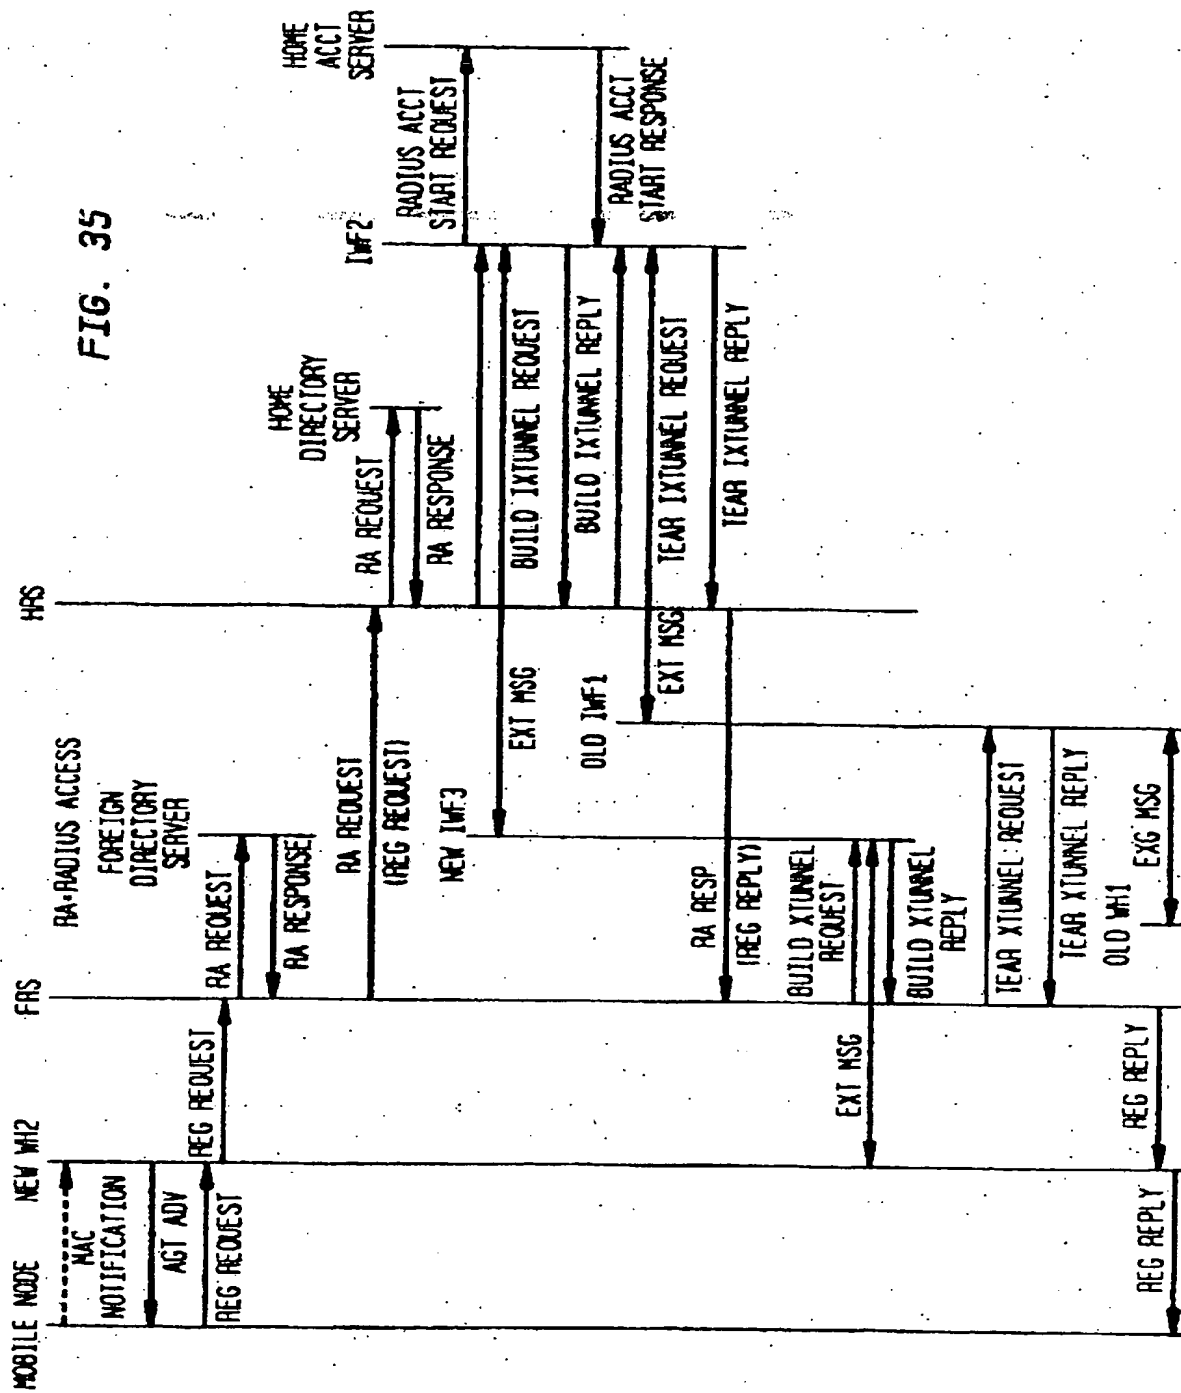 FIG. 35
MOBILE NODE
NEW WH2
FRS
HRS
IWF2
HOME
ACCT
SERVER
RA=RADIUS ACCESS
FOREIGN
DIRECTORY
SERVER
HOME
DIRECTORY
SERVER
MAC
NOTIFICATION
AGT ADV
REG REQUEST
REG REQUEST
RA REQUEST
RA RESPONSE
RA REQUEST
(REG REQUEST)
RA REQUEST
RA RESPONSE
RADIUS ACCT
START REQUEST
BUILD IXTUNNEL REQUEST
NEW IWF3
EXT MSG
BUILD IXTUNNEL REPLY
RADIUS ACCT
START RESPONSE
OLD IWF1
EXT MSG
TEAR IXTUNNEL REQUEST
TEAR IXTUNNEL REPLY
RA RESP
(REG REPLY)
BUILD XTUNNEL
REQUEST
EXT MSG
BUILD XTUNNEL
REPLY
TEAR XTUNNEL REQUEST
TEAR XTUNNEL REPLY
OLD WH1
EXG MSG
REG REPLY
REG REPLY